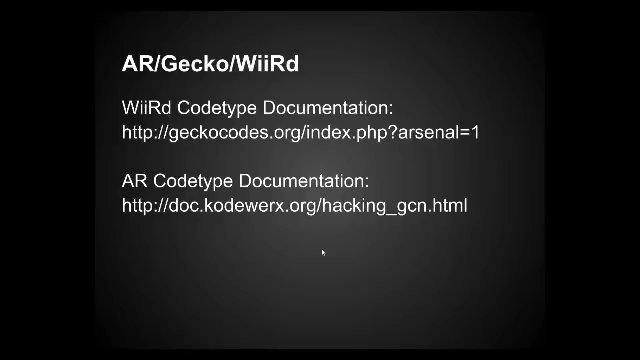 AR/Gecko/WiiRd
WiiRd Codetype Documentation:
http://geckocodes.org/index.php?arsenal=1
AR Codetype Documentation:
http://doc.kodewerx.org/hacking_gcn.html